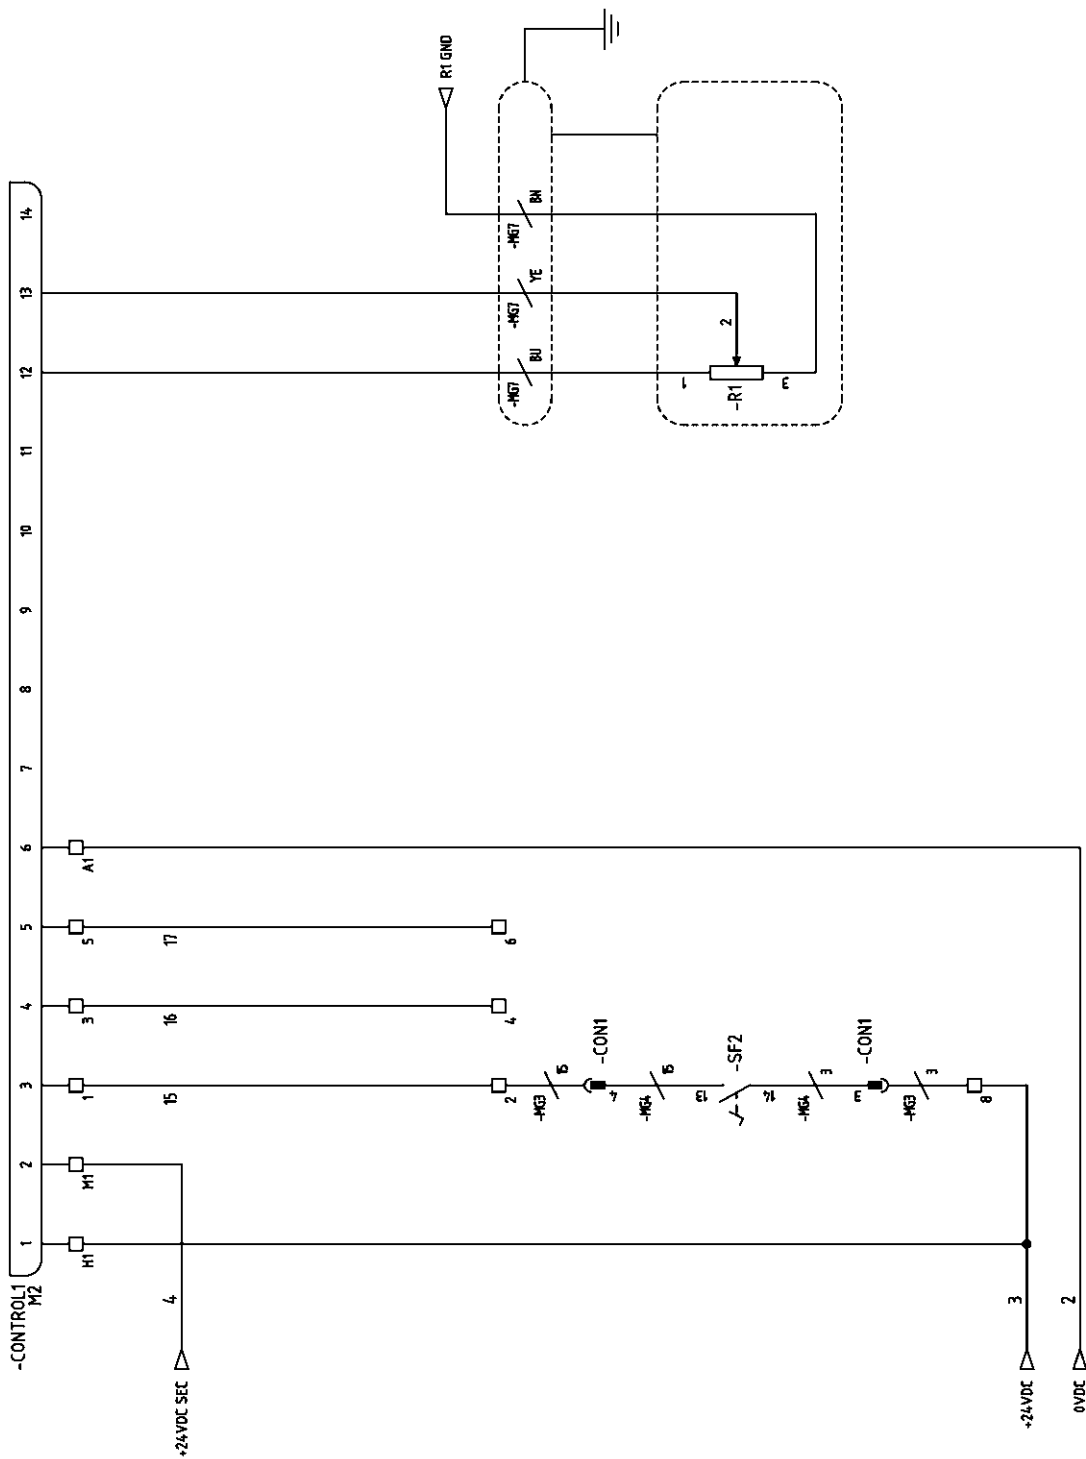 -CONTROL1
M2
1
2
3
4
5
6
7
8
9
10
11
12
13
14
H1
M1
1
3
5
A1
4
15
16
17
+24VDC SEC
2
4
6
-MG3
15
-CON1
4
-MG4
15
13
-SF2
14
-MG4
3
3
-CON1
-MG3
3
8
+24VDC
3
0VDC
2
R1 GND
-MG7
BU
-MG7
YE
-MG7
BN
1
2
-R1
3